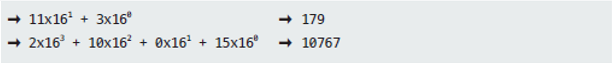 → 11x16¹ + 3x16⁰ → 179
→ 2x16³ + 10x16² + 0x16¹ + 15x16⁰ → 10767